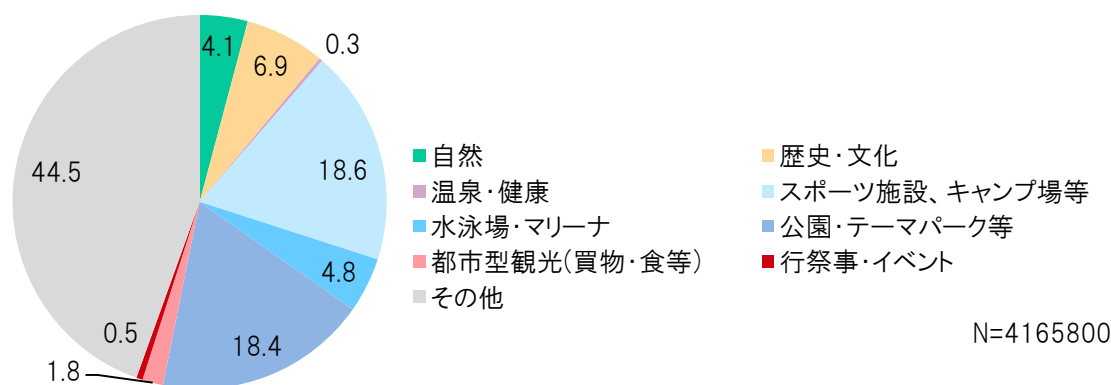 4.1
6.9
0.3
18.6
4.8
18.4
1.8
0.5
44.5
自然
歴史・文化
温泉・健康
スポーツ施設、キャンプ場等
水泳場・マリーナ
公園・テーマパーク等
都市型観光(買物・食等)
行祭事・イベント
その他
N=4165800